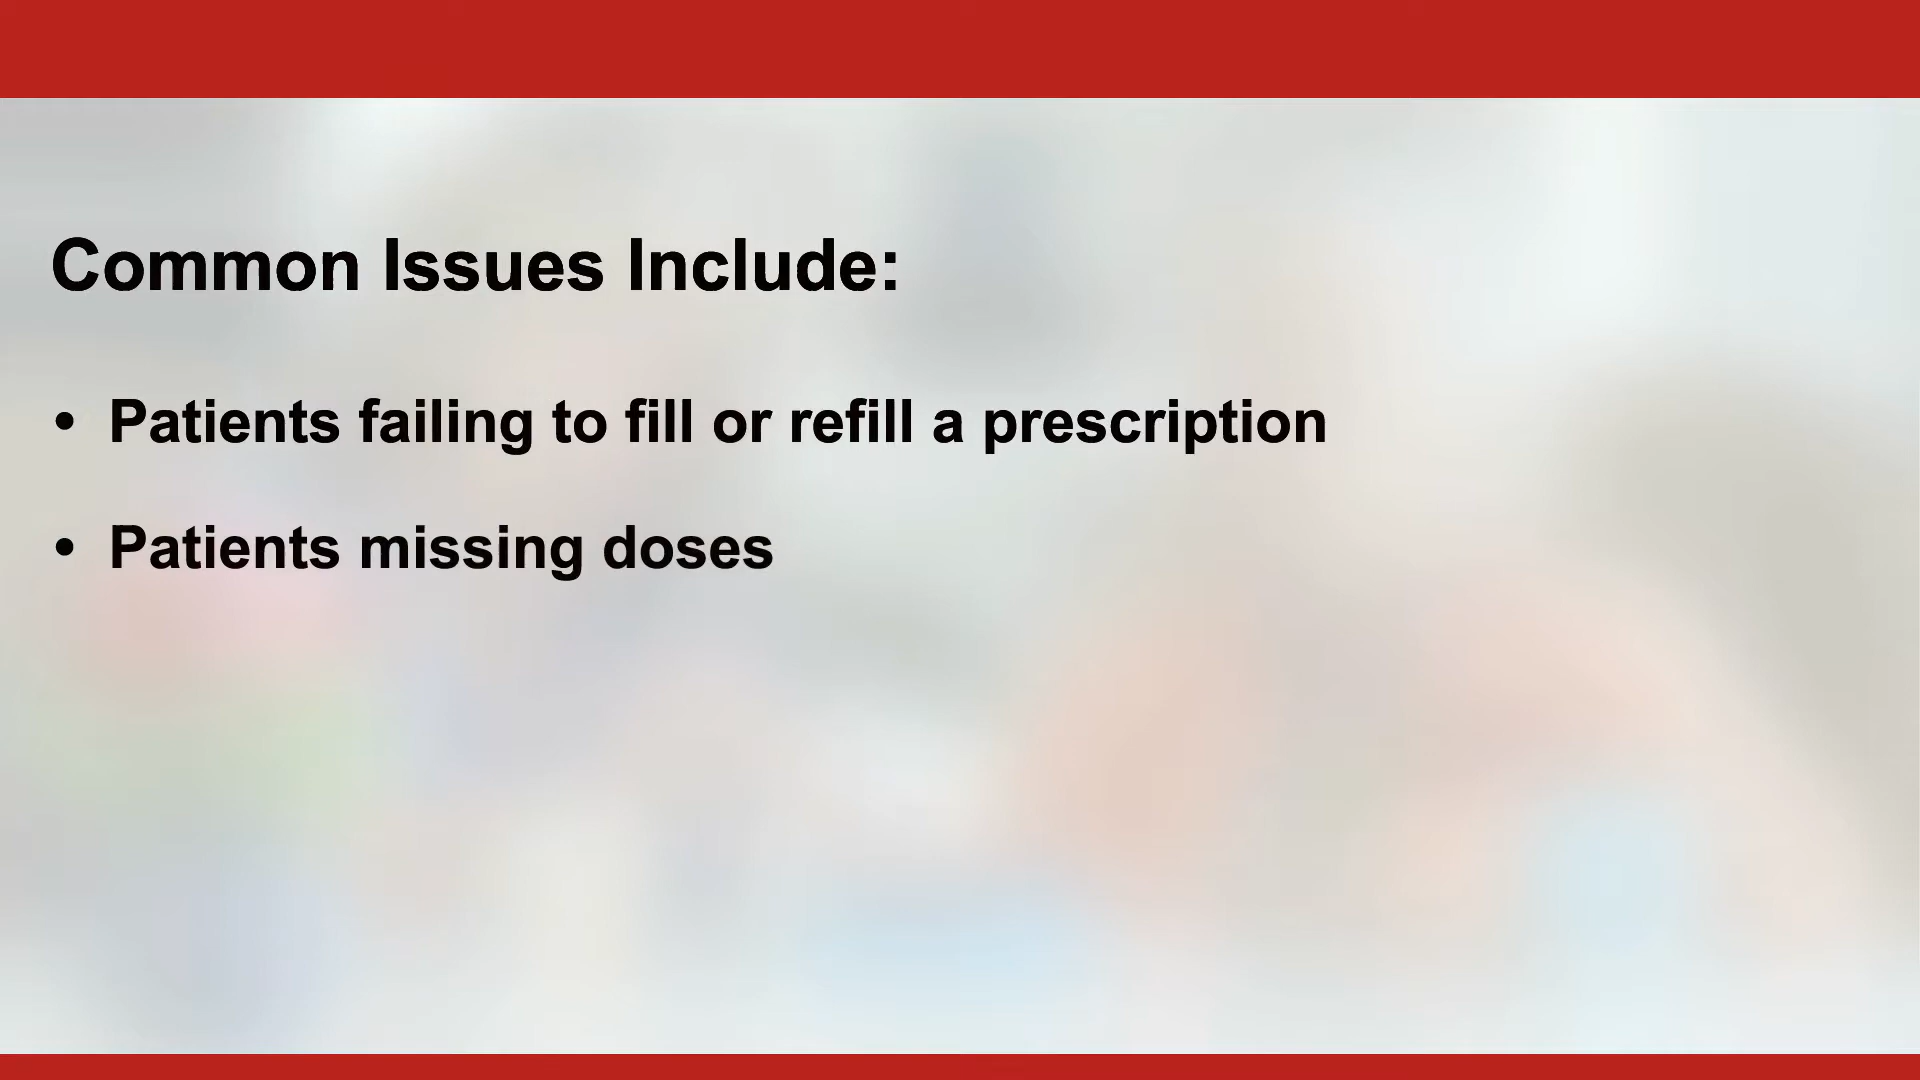 Common Issues Include:
• Patients failing to fill or refill a prescription
• Patients missing doses